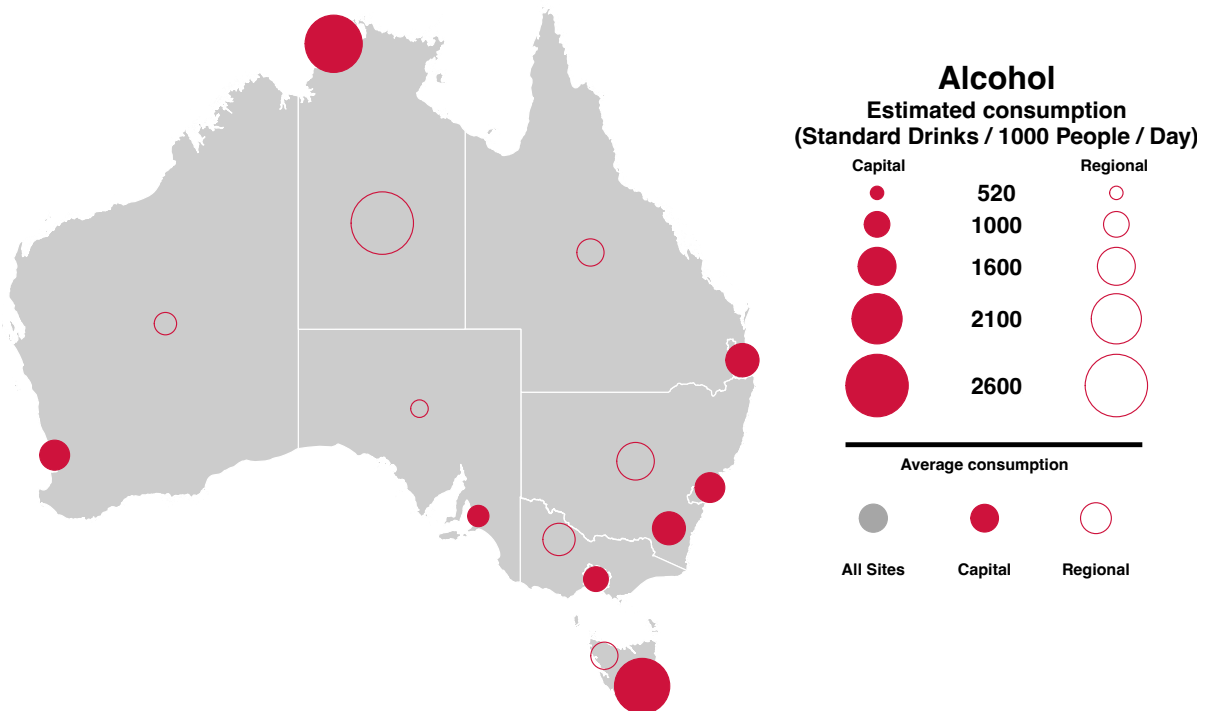 Alcohol
Estimated consumption
(Standard Drinks / 1000 People / Day)
Capital Regional
520
1000
1600
2100
2600
Average consumption
All Sites Capital Regional